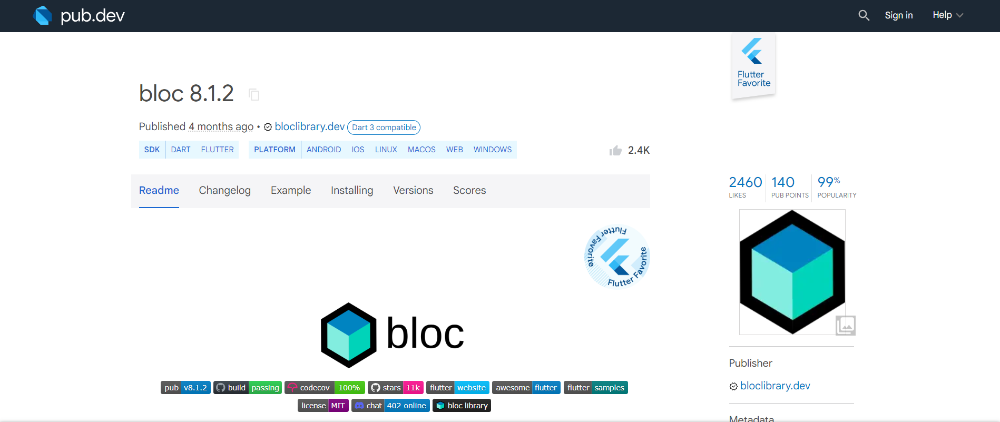 pub.dev
Sign in
Help
Flutter
Favorite
bloc 8.1.2
Published 4 months ago • bloclibrary.dev Dart 3 compatible
SDK DART FLUTTER PLATFORM ANDROID IOS LINUX MACOS WEB WINDOWS
2.4K
Readme Changelog Example Installing Versions Scores
2460 LIKES
140 PUB POINTS
99% POPULARITY
Flutter Favorite
Flutter Favorite
bloc
pub v8.1.2 build passing codecov 100% stars 11k flutter website awesome flutter flutter samples
license MIT chat 402 online bloc library
Publisher
bloclibrary.dev
Metadata